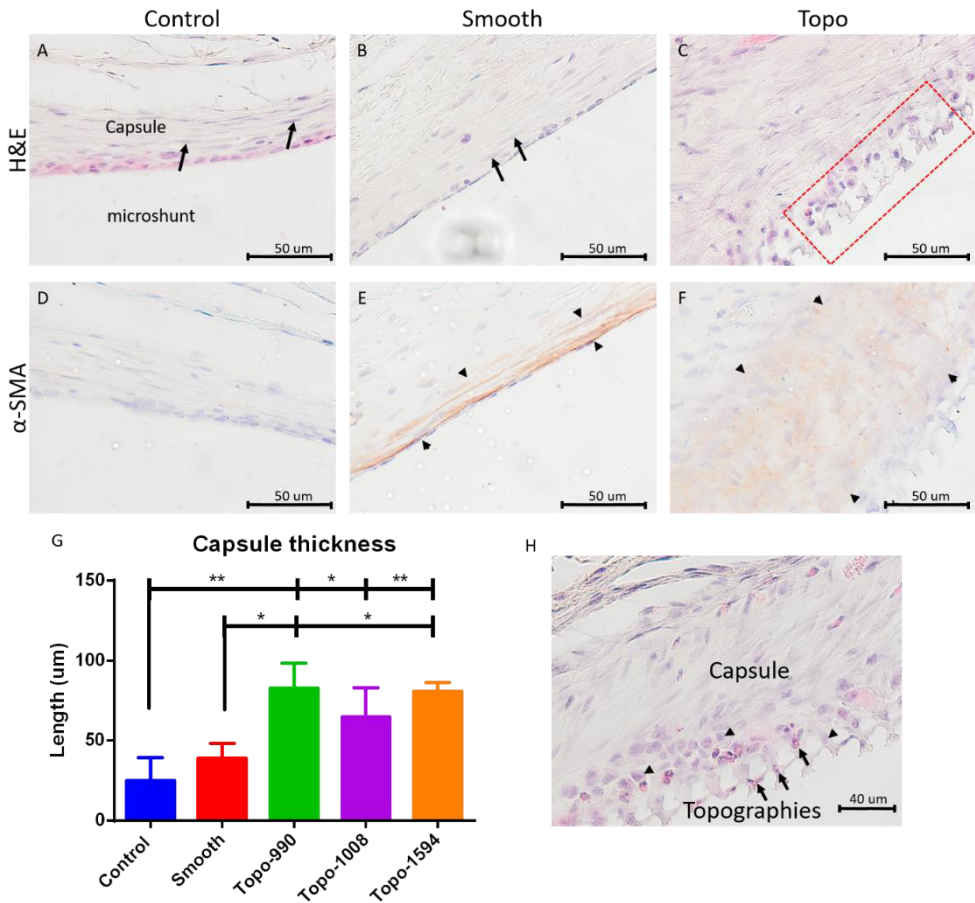 Control Smooth Topo
H&E
A
Capsule
microshunt
50 um
B
50 um
C
50 um
α-SMA
D
50 um
E
50 um
F
50 um
G
Capsule thickness
Length (um)
150
100
50
0
** * **
* *
Control
Smooth
Topo-990
Topo-1008
Topo-1594
H
Capsule
Topographies
40 um